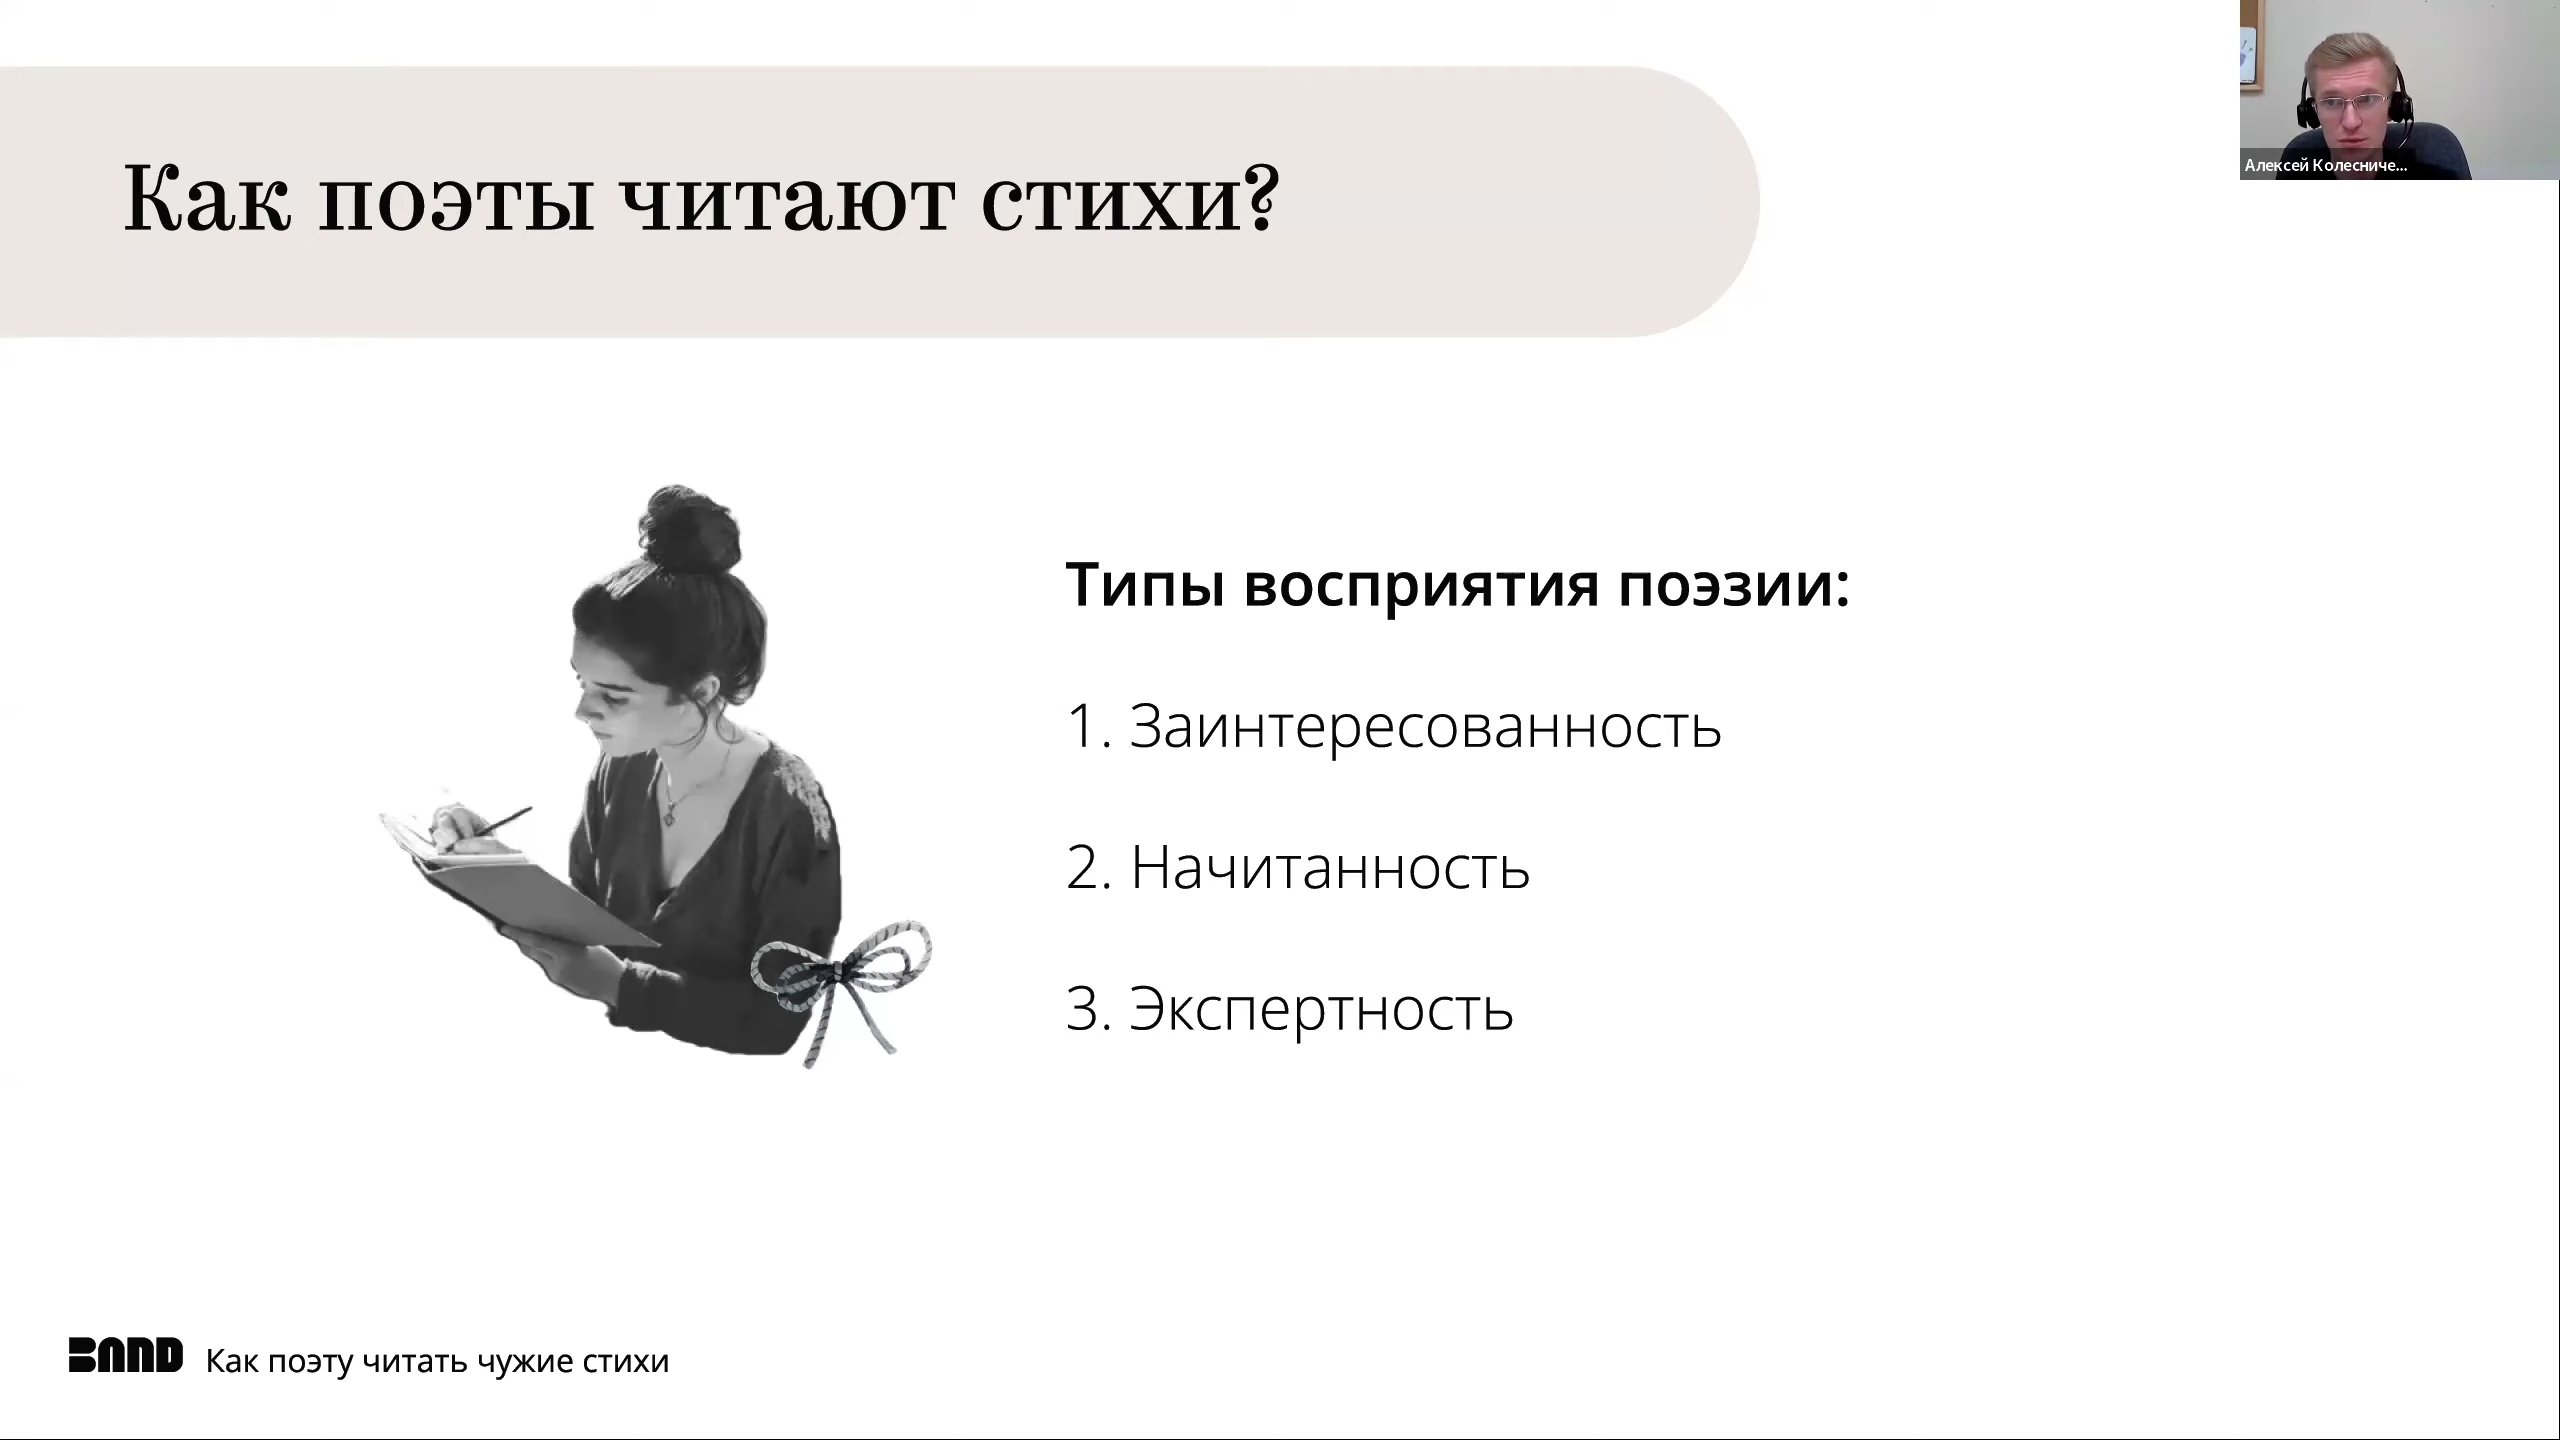 Как поэты читают стихи?
Алексей Колесниче...
Типы восприятия поэзии:
1. Заинтересованность
2. Начитанность
3. Экспертность
BAND Как поэту читать чужие стихи